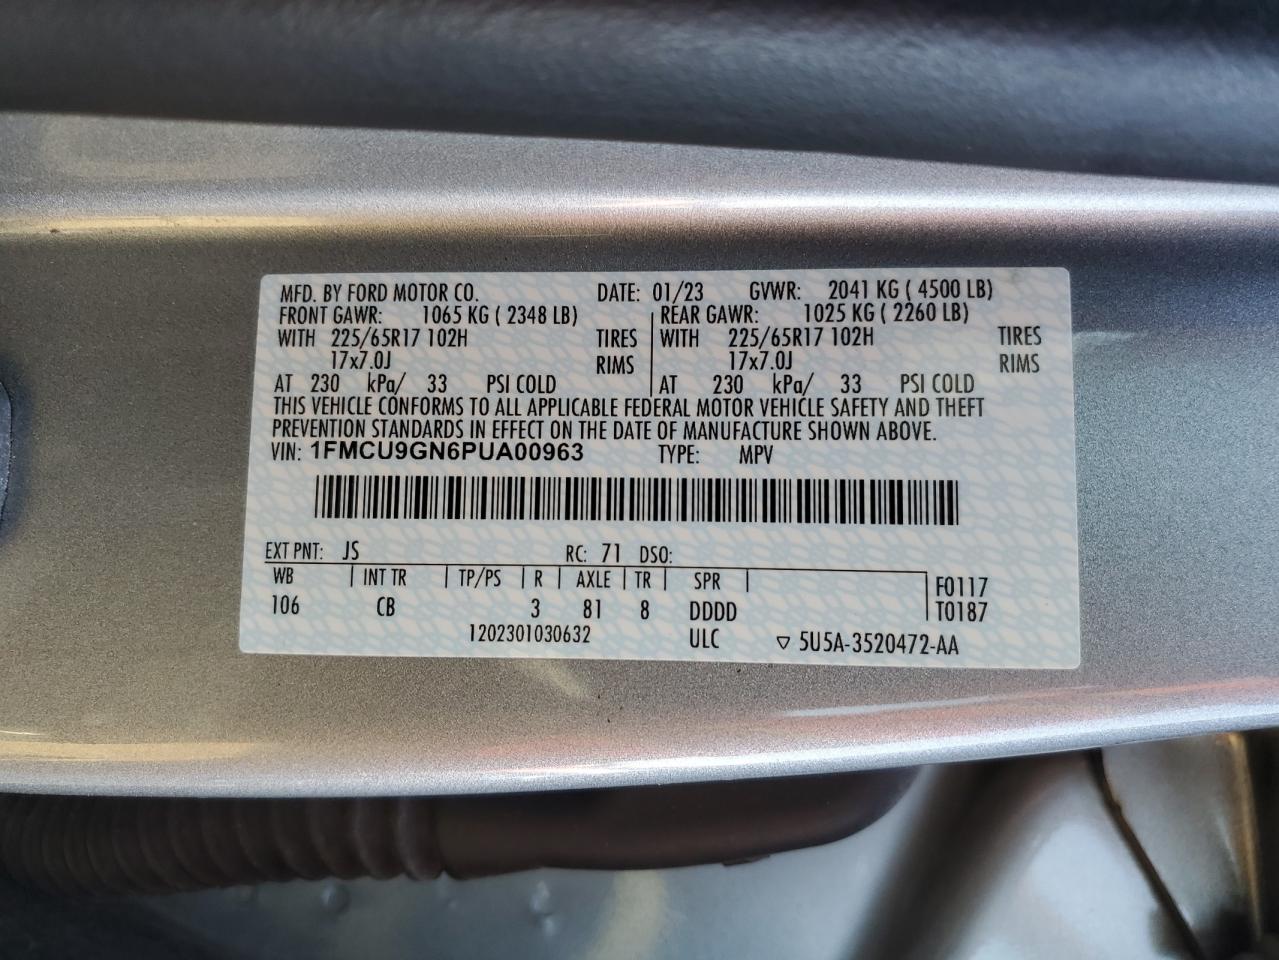 MFD. BY FORD MOTOR CO. DATE: 01/23 GVWR: 2041 KG ( 4500 LB)
FRONT GAWR: 1065 KG ( 2348 LB) REAR GAWR: 1025 KG ( 2260 LB)
WITH 225/65R17 102H TIRES WITH 225/65R17 102H TIRES
17x7.0J RIMS 17x7.0J RIMS
AT 230 kPa/ 33 PSI COLD AT 230 kPa/ 33 PSI COLD
THIS VEHICLE CONFORMS TO ALL APPLICABLE FEDERAL MOTOR VEHICLE SAFETY AND THEFT
PREVENTION STANDARDS IN EFFECT ON THE DATE OF MANUFACTURE SHOWN ABOVE.
VIN: 1FMCU9GN6PUA00963 TYPE: MPV
EXT PNT: JS RC: 71 DSO:
WB INT TR TP/PS R AXLE TR SPR F0117
106 CB 3 81 8 DDDD T0187
1202301030632 ULC ▽ 5U5A-3520472-AA